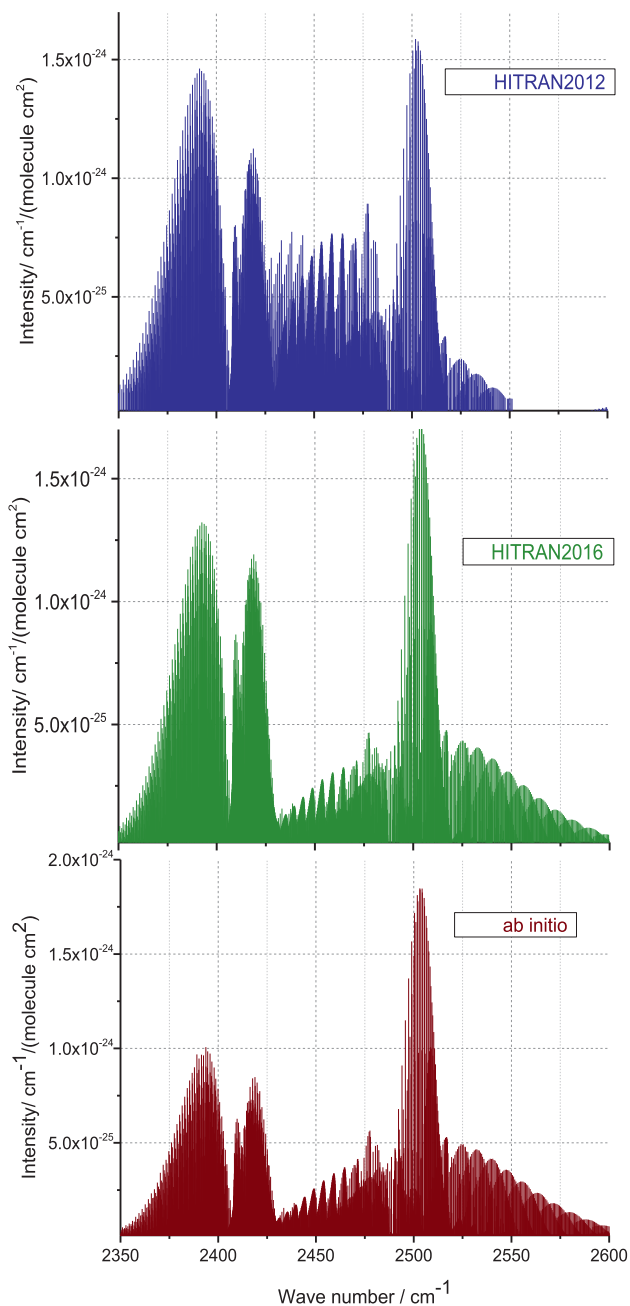 HITRAN2012
Intensity/ cm⁻¹/(molecule cm²)
1.5x10⁻²⁴
1.0x10⁻²⁴
5.0x10⁻²⁵
HITRAN2016
Intensity/ cm⁻¹/(molecule cm²)
1.5x10⁻²⁴
1.0x10⁻²⁴
5.0x10⁻²⁵
ab initio
Intensity/ cm⁻¹/(molecule cm²)
2.0x10⁻²⁴
1.5x10⁻²⁴
1.0x10⁻²⁴
5.0x10⁻²⁵
2350 2400 2450 2500 2550 2600
Wave number / cm⁻¹